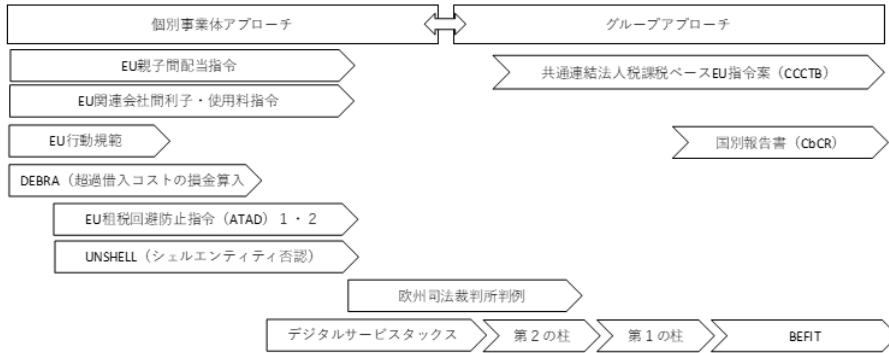 個別事業体アプローチ
グループアプローチ
EU親子間配当指令
共通連結法人税課税ベースEU指令案（CCCTB）
EU関連会社間利子・使用料指令
EU行動規範
国別報告書（CbCR）
DEBRA（超過借入コストの損金算入
EU租税回避防止指令（ATAD）１・２
UNSHELL（シェルエンティティ否認）
欧州司法裁判所判例
デジタルサービスタックス
第２の柱
第１の柱
BEFIT